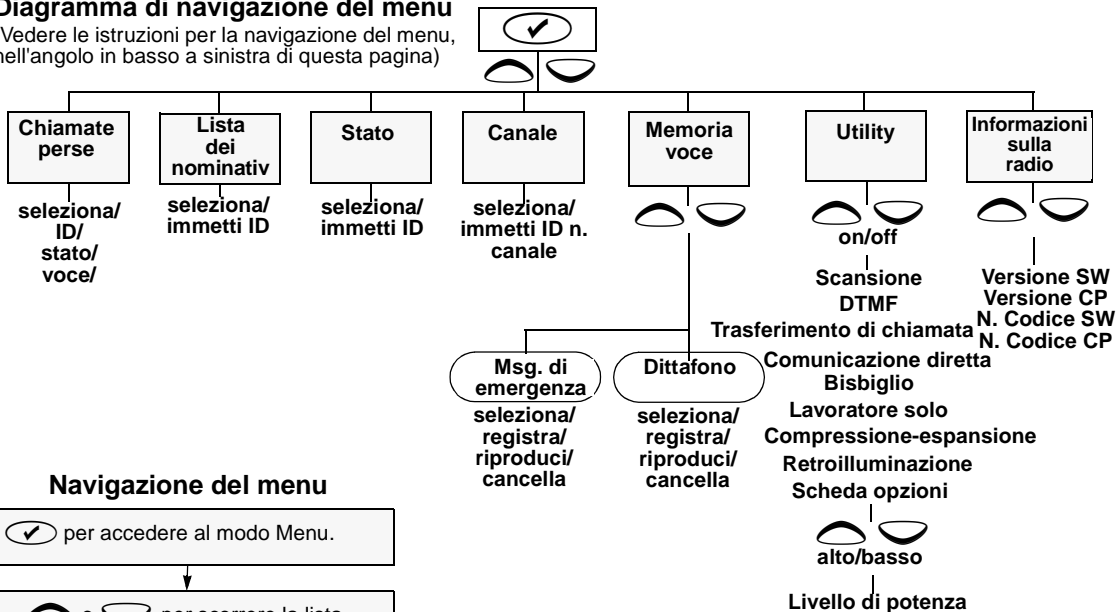 Diagramma di navigazione del menu
Vedere le istruzioni per la navigazione del menu,
nell'angolo in basso a sinistra di questa pagina)
Chiamate
perse
seleziona/
ID/
stato/
voce/
Lista
dei
nominativ
seleziona/
immetti ID
Stato
seleziona/
immetti ID
Canale
seleziona/
immetti ID n.
canale
Memoria
voce
Msg. di
emergenza
seleziona/
registra/
riproduci/
cancella
Dittafono
seleziona/
registra/
riproduci/
cancella
Utility
on/off
Scansione
DTMF
Trasferimento di chiamata
Comunicazione diretta
Bisbiglio
Lavoratore solo
Compressione-espansione
Retroilluminazione
Scheda opzioni
alto/basso
Livello di potenza
Informazioni
sulla
radio
Versione SW
Versione CP
N. Codice SW
N. Codice CP
Navigazione del menu
per accedere al modo Menu.
o per scorrere la lista